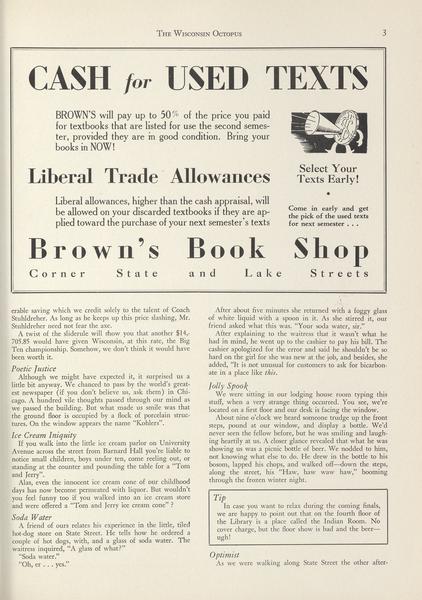 The Wisconsin Octopus
3
CASH for USED TEXTS
BROWN'S will pay up to 50% of the price you paid
for textbooks that are listed for use the second semes-
ter, provided they are in good condition. Bring your
books in NOW!
Liberal Trade Allowances
Liberal allowances, higher than the cash appraisal, will
be allowed on your discarded textbooks if they are ap-
plied toward the purchase of your next semester's texts
Select Your
Texts Early!
•
Come in early and get
the pick of the used texts
for next semester . . .
Brown's Book Shop
Corner State and Lake Streets
erable saving which we credit solely to the talent of Coach
Stuhldreher. As long as he keeps up this price slashing, Mr.
Stuhldreher need not fear the axe.
A twist of the sliderule will show you that another $14,-
705.85 would have given Wisconsin, at this rate, the Big
Ten championship. Somehow, we don't think it would have
been worth it.
Poetic Justice
Although we might have expected it, it surprised us a
little bit anyway. We chanced to pass by the world's great-
est newspaper (if you don't believe us, ask them) in Chi-
cago. A hundred vile thoughts passed through our mind as
we passed the building. But what made us smile was that
the ground floor is occupied by a flock of porcelain struc-
tures. On the window appears the name "Kohlers".
Ice Cream Iniquity
If you walk into the little ice cream parlor on University
Avenue across the street from Barnard Hall you're liable to
notice small children, boys under ten, come reeling out, or
standing at the counter and pounding the table for a "Tom
and Jerry".
Alas, even the innocent ice cream cone of our childhood
days has now become permeated with liquor. But wouldn't
you feel funny too if you walked into an ice cream store
and were offered a "Tom and Jerry ice cream cone"?
Soda Water
A friend of ours relates his experience in the little, tiled
hot-dog store on State Street. He tells how he ordered a
couple of hot dogs, with, and a glass of soda water. The
waitress inquired, "A glass of what?"
"Soda water."
"Oh, er . . . yes."
After about five minutes she returned with a foggy glass
of white liquid with a spoon in it. As she stirred it, our
friend asked what this was. "Your soda water, sir."
After explaining to the waitress that it wasn't what he
had in mind, he went up to the cashier to pay his bill. The
cashier apologized for the error and said he shouldn't be so
hard on the girl for she was new at the job, and besides, she
added, "It is not unusual for customers to ask for bicarbon-
ate in a place like this.
Jolly Spook
We were sitting in our lodging house room typing this
stuff, when a very strange thing occurred. You see, we're
located on first floor and our desk is facing the window.
About nine o'clock we heard someone trudge up the front
steps, pound at our window, and display a bottle. We'd
never seen the fellow before, but he was smiling and laugh-
ing heartily at us. A closer glance revealed that what he was
showing us was a picnic bottle of beer. We nodded to him,
not knowing what else to do. He drew in the bottle to his
bosom, lapped his chops, and walked off—down the steps,
along the street, his "Haw, haw waw haw," booming
through the frozen winter night.
Tip
In case you want to relax during the coming finals,
we are happy to point out that on the fourth floor of
the Library is a place called the Indian Room. No
cover charge, but the floor show is bad and the beer—
ugh!
Optimist
As we were walking along State Street the other after-